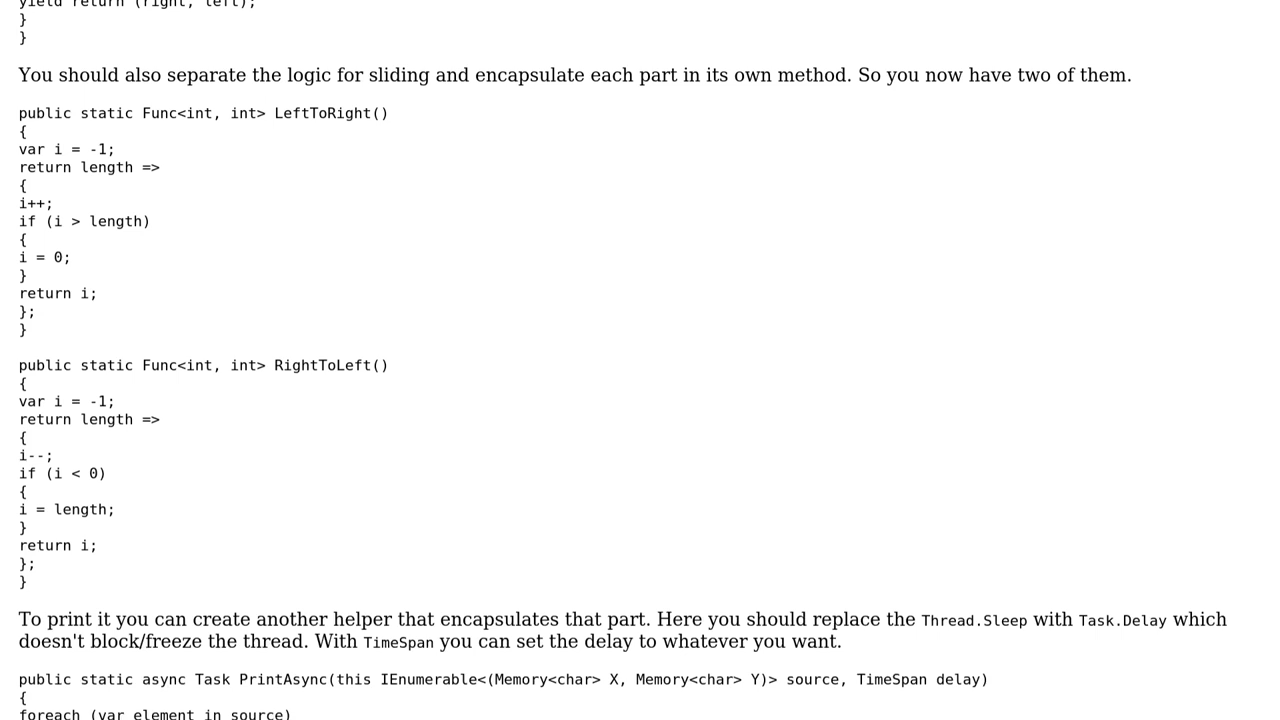 yield return (right, left);
}
}
You should also separate the logic for sliding and encapsulate each part in its own method. So you now have two of them.
public static Func<int, int> LeftToRight()
{
var i = -1;
return length =>
{
i++;
if (i > length)
{
i = 0;
}
return i;
};
}
public static Func<int, int> RightToLeft()
{
var i = -1;
return length =>
{
i--;
if (i < 0)
{
i = length;
}
return i;
};
}
To print it you can create another helper that encapsulates that part. Here you should replace the Thread.Sleep with Task.Delay which
doesn't block/freeze the thread. With TimeSpan you can set the delay to whatever you want.
public static async Task PrintAsync(this IEnumerable<(Memory<char> X, Memory<char> Y)> source, TimeSpan delay)
{
foreach (var element in source)